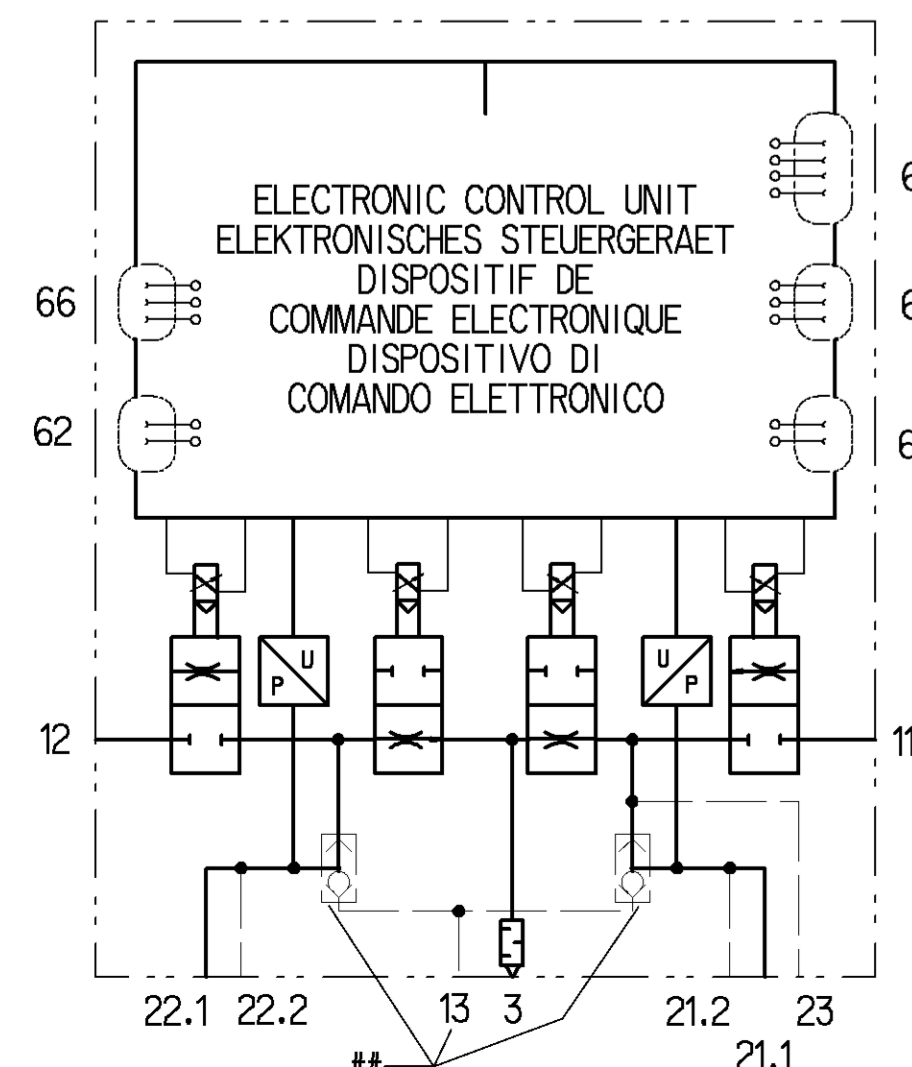 ELECTRONIC CONTROL UNIT
ELEKTRONISCHES STEUERGERAET
DISPOSITIF DE
COMMANDE ELECTRONIQUE
DISPOSITIVO DI
COMANDO ELETTRONICO
66
62
U
P
U
P
12
11
22.1 22.2 13 3 21.2 23
21.1
##